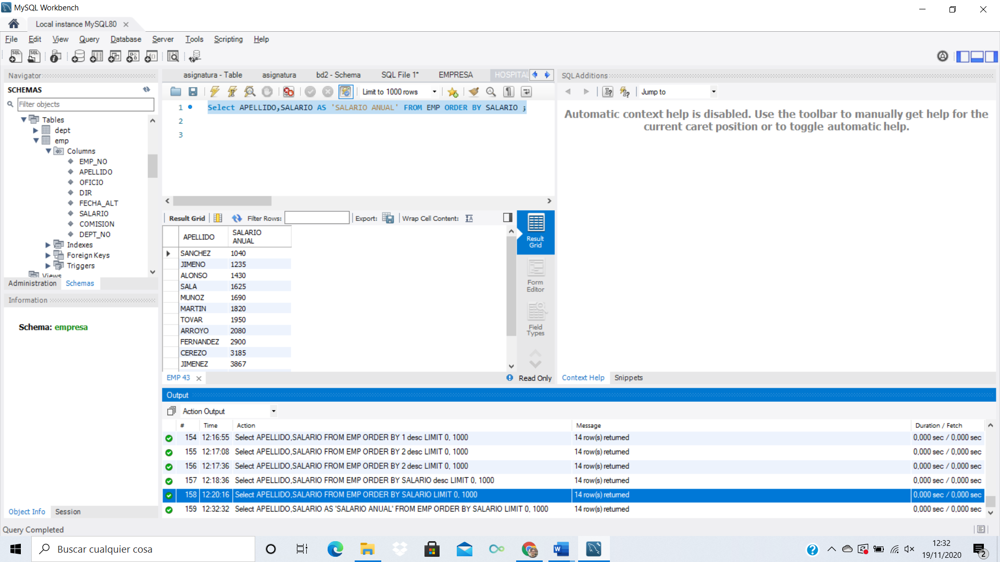 MySQL Workbench
Local instance MySQL80
File Edit View Query Database Server Tools Scripting Help
Navigator
SCHEMAS
Filter objects
Tables
dept
emp
Columns
EMP_NO
APELLIDO
OFICIO
DIR
FECHA_ALT
SALARIO
COMISION
DEPT_NO
Indexes
Foreign Keys
Triggers
Views
Administration Schemas
Information
Schema: empresa
Object Info Session
asignatura - Table asignatura bd2 - Schema SQL File 1* EMPRESA HOSPITAL
Limit to 1000 rows
1 Select APELLIDO,SALARIO AS 'SALARIO ANUAL' FROM EMP ORDER BY SALARIO ;
2
3
Result Grid Filter Rows: Export: Wrap Cell Content:
APELLIDO SALARIO ANUAL
SANCHEZ 1040
JIMENO 1235
ALONSO 1430
SALA 1625
MUNOZ 1690
MARTIN 1820
TOVAR 1950
ARROYO 2080
FERNANDEZ 2900
CEREZO 3185
JIMENEZ 3867
Result Grid
Form Editor
Field Types
EMP 43
Read Only
SQLAdditions
Jump to
Automatic context help is disabled. Use the toolbar to manually get help for the
current caret position or to toggle automatic help.
Context Help Snippets
Output
Action Output
# Time Action Message Duration / Fetch
154 12:16:55 Select APELLIDO,SALARIO FROM EMP ORDER BY 1 desc LIMIT 0, 1000 14 row(s) returned 0,000 sec / 0,000 sec
155 12:17:08 Select APELLIDO,SALARIO FROM EMP ORDER BY 2 desc LIMIT 0, 1000 14 row(s) returned 0,000 sec / 0,000 sec
156 12:17:36 Select APELLIDO,SALARIO FROM EMP ORDER BY 2 desc LIMIT 0, 1000 14 row(s) returned 0,000 sec / 0,000 sec
157 12:18:36 Select APELLIDO,SALARIO FROM EMP ORDER BY SALARIO desc LIMIT 0, 1000 14 row(s) returned 0,000 sec / 0,000 sec
158 12:20:16 Select APELLIDO,SALARIO FROM EMP ORDER BY SALARIO LIMIT 0, 1000 14 row(s) returned 0,000 sec / 0,000 sec
159 12:32:32 Select APELLIDO,SALARIO AS 'SALARIO ANUAL' FROM EMP ORDER BY SALARIO LIMIT 0, 1000 14 row(s) returned 0,000 sec / 0,000 sec
Query Completed
Buscar cualquier cosa
12:32
19/11/2020
2